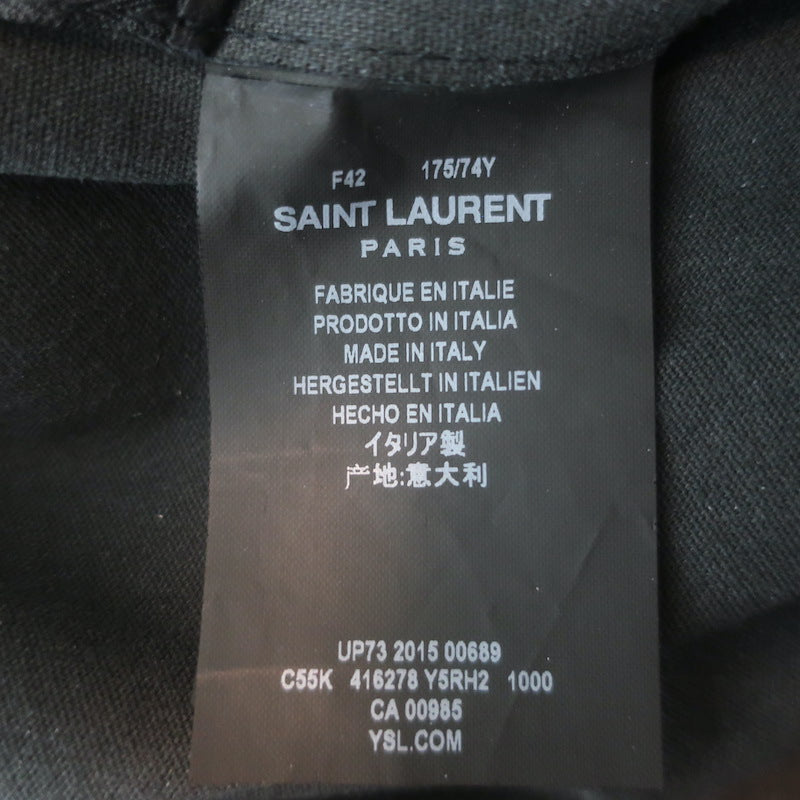 F42 175/74Y
SAINT LAURENT
PARIS
FABRIQUE EN ITALIE
PRODOTTO IN ITALIA
MADE IN ITALY
HERGESTELLT IN ITALIEN
HECHO EN ITALIA
イタリア製
产地:意大利
UP73 2015 00689
C55K 416278 Y5RH2 1000
CA 00985
YSL.COM